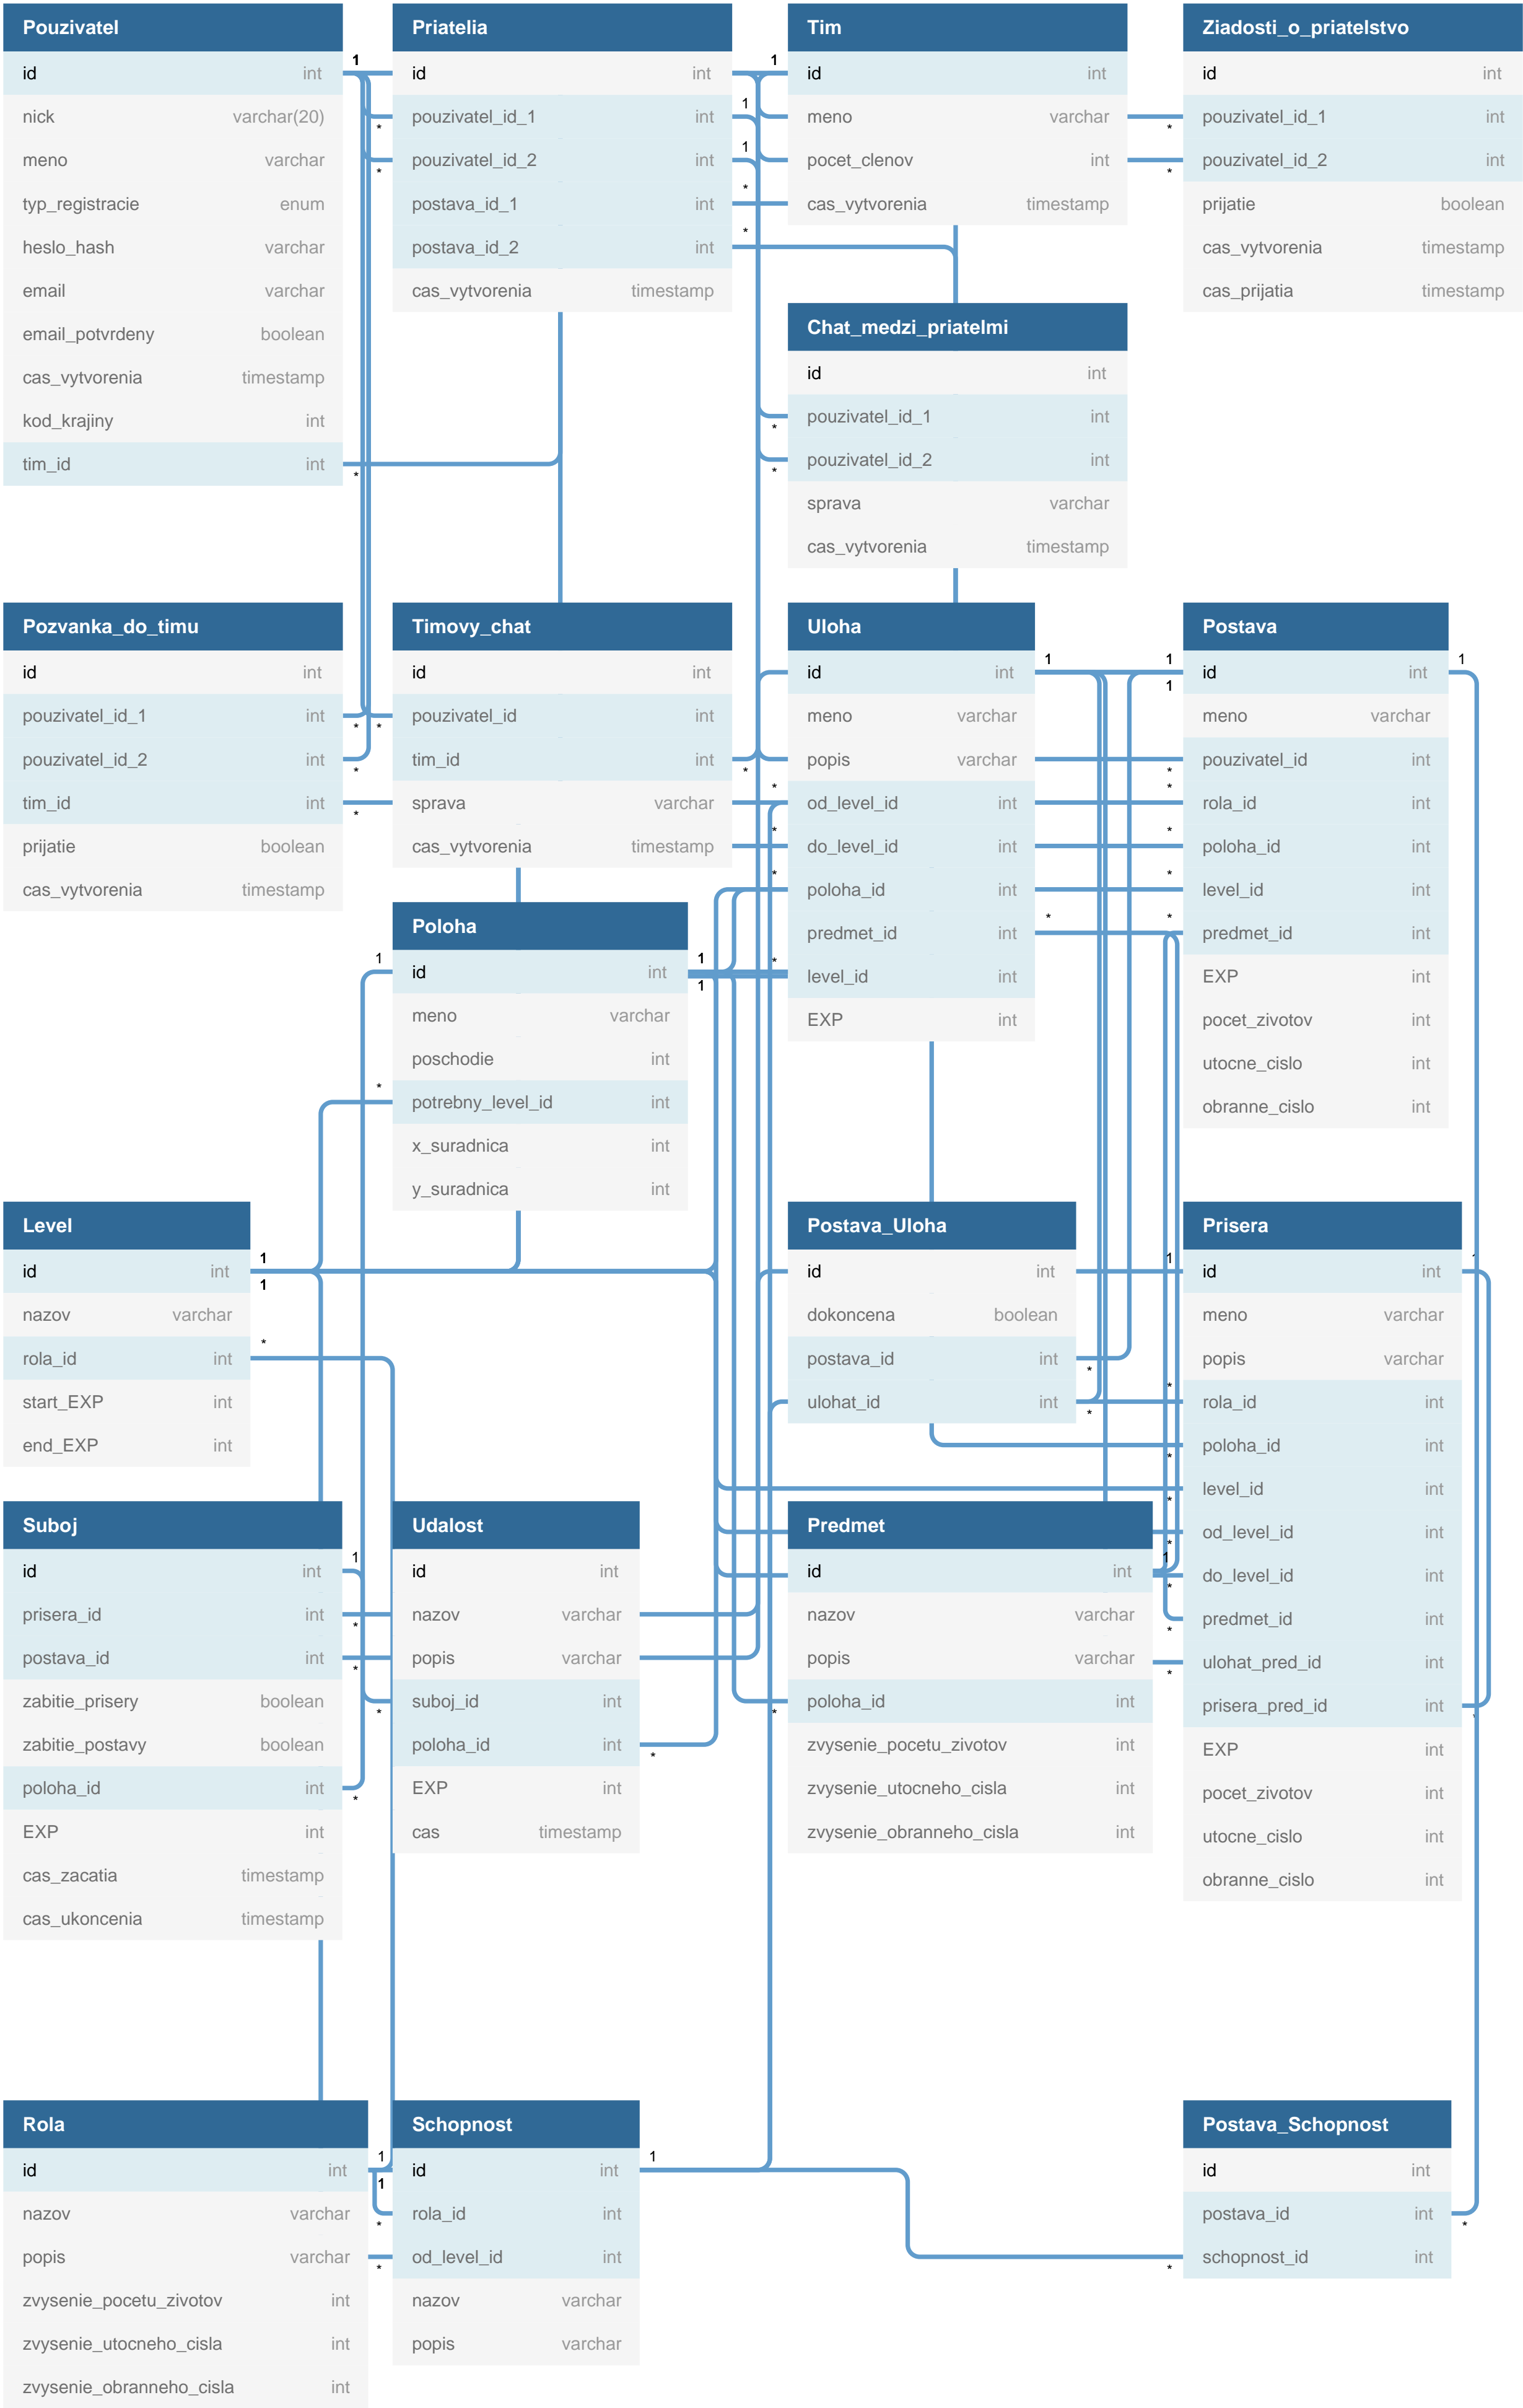 Pouzivatel
id int
nick varchar(20)
meno varchar
typ_registracie enum
heslo_hash varchar
email varchar
email_potvrdeny boolean
cas_vytvorenia timestamp
kod_krajiny int
tim_id int
Priatelia
id int
pouzivatel_id_1 int
pouzivatel_id_2 int
postava_id_1 int
postava_id_2 int
cas_vytvorenia timestamp
Tim
id int
meno varchar
pocet_clenov int
cas_vytvorenia timestamp
Ziadosti_o_priatelstvo
id int
pouzivatel_id_1 int
pouzivatel_id_2 int
prijatie boolean
cas_vytvorenia timestamp
cas_prijatia timestamp
Chat_medzi_priatelmi
id int
pouzivatel_id_1 int
pouzivatel_id_2 int
sprava varchar
cas_vytvorenia timestamp
Pozvanka_do_timu
id int
pouzivatel_id_1 int
pouzivatel_id_2 int
tim_id int
prijatie boolean
cas_vytvorenia timestamp
Timovy_chat
id int
pouzivatel_id int
tim_id int
sprava varchar
cas_vytvorenia timestamp
Uloha
id int
meno varchar
popis varchar
od_level_id int
do_level_id int
poloha_id int
predmet_id int
level_id int
EXP int
Postava
id int
meno varchar
pouzivatel_id int
rola_id int
poloha_id int
level_id int
predmet_id int
EXP int
pocet_zivotov int
utocne_cislo int
obranne_cislo int
Poloha
id int
meno varchar
poschodie int
potrebny_level_id int
x_suradnica int
y_suradnica int
Level
id int
nazov varchar
rola_id int
start_EXP int
end_EXP int
Postava_Uloha
id int
dokoncena boolean
postava_id int
ulohat_id int
Prisera
id int
meno varchar
popis varchar
rola_id int
poloha_id int
level_id int
od_level_id int
do_level_id int
predmet_id int
ulohat_pred_id int
prisera_pred_id int
EXP int
pocet_zivotov int
utocne_cislo int
obranne_cislo int
Suboj
id int
prisera_id int
postava_id int
zabitie_prisery boolean
zabitie_postavy boolean
poloha_id int
EXP int
cas_zacatia timestamp
cas_ukoncenia timestamp
Udalost
id int
nazov varchar
popis varchar
suboj_id int
poloha_id int
EXP int
cas timestamp
Predmet
id int
nazov varchar
popis varchar
poloha_id int
zvysenie_pocetu_zivotov int
zvysenie_utocneho_cisla int
zvysenie_obranneho_cisla int
Rola
id int
nazov varchar
popis varchar
zvysenie_pocetu_zivotov int
zvysenie_utocneho_cisla int
zvysenie_obranneho_cisla int
Schopnost
id int
rola_id int
od_level_id int
nazov varchar
popis varchar
Postava_Schopnost
id int
postava_id int
schopnost_id int